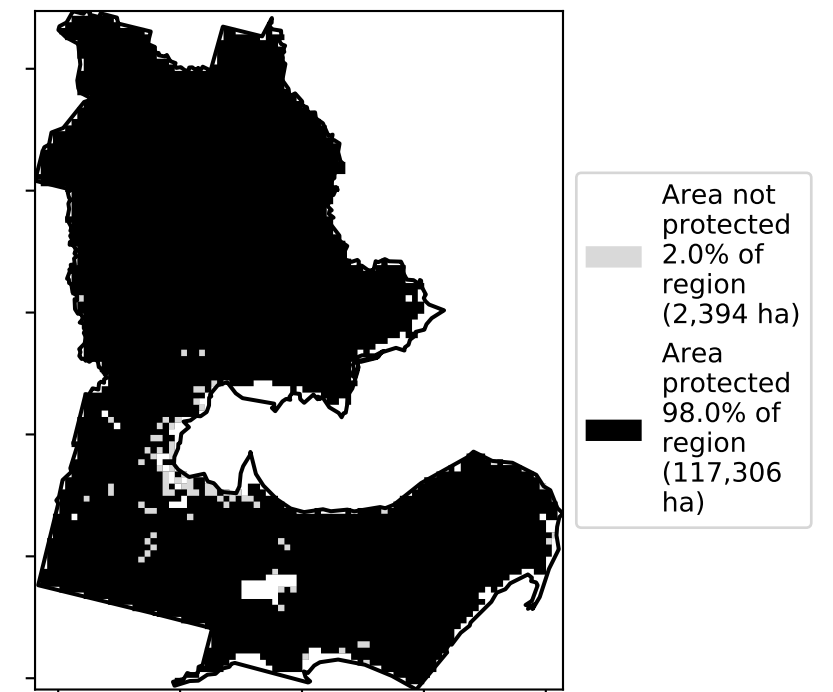 Area not
protected
2.0% of
region
(2,394 ha)
Area
protected
98.0% of
region
(117,306
ha)